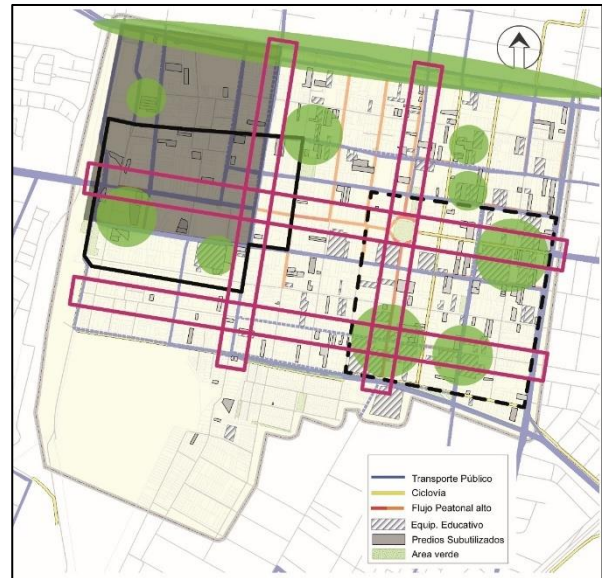 Transporte Público
Ciclovía
Flujo Peatonal alto
Equip. Educativo
Predios Subutilizados
Area verde